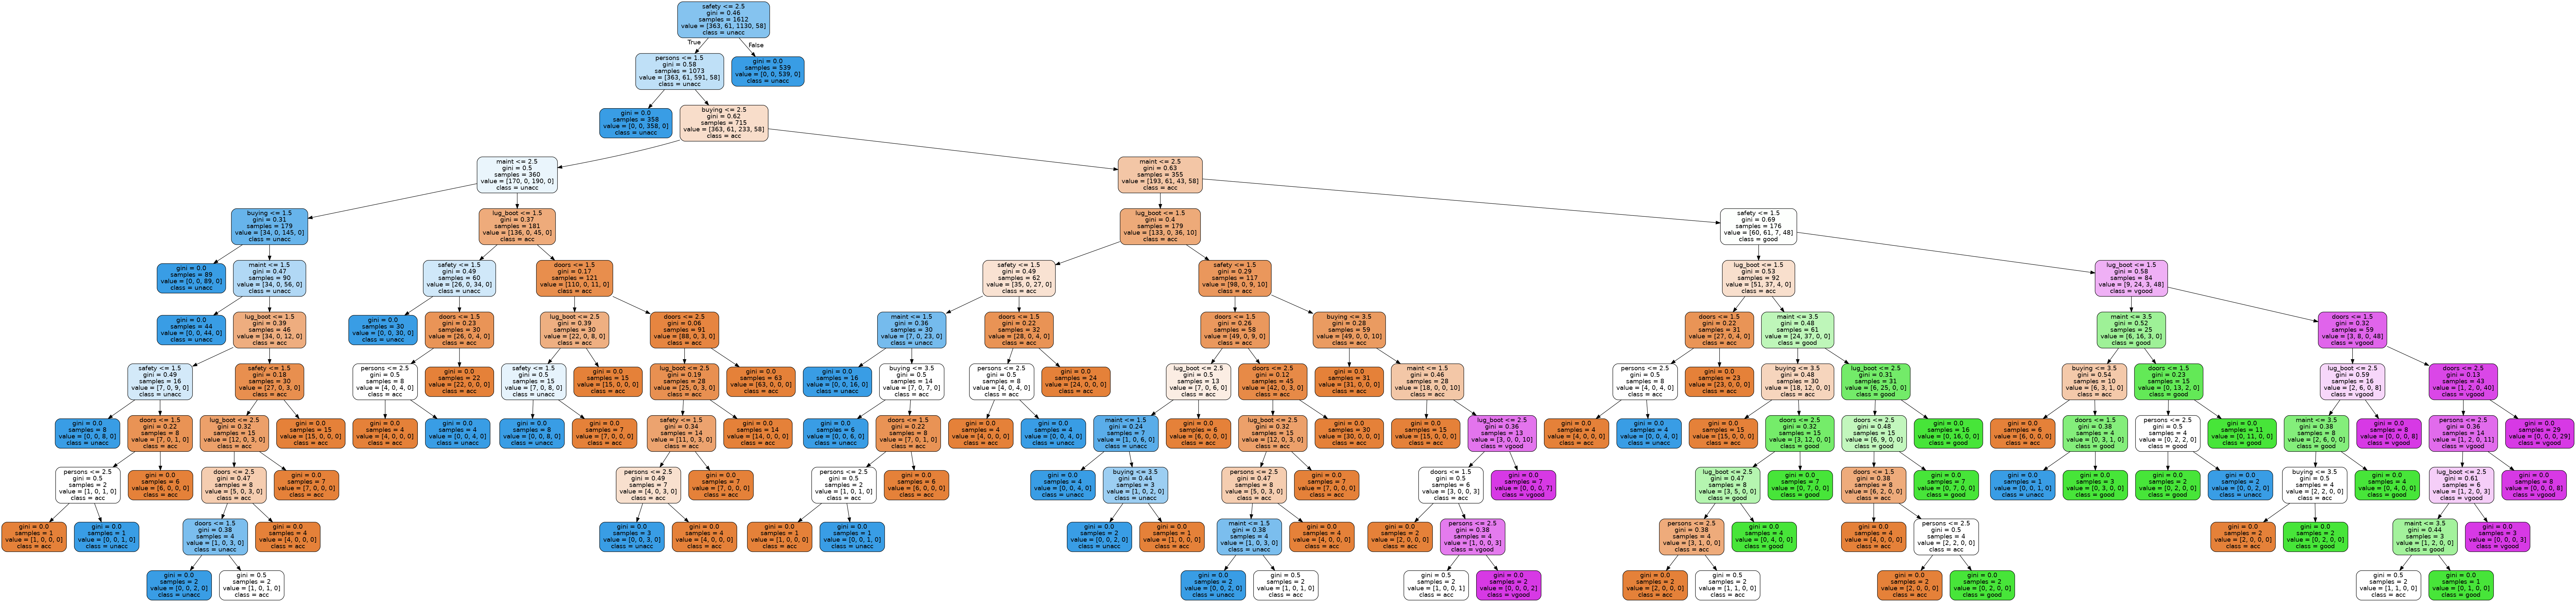 safety <= 2.5
gini = 0.46
samples = 1612
value = [363, 61, 1130, 58]
class = unacc
True
False
persons <= 1.5
gini = 0.58
samples = 1073
value = [363, 61, 591, 58]
class = unacc
gini = 0.0
samples = 539
value = [0, 0, 539, 0]
class = unacc
gini = 0.0
samples = 358
value = [0, 0, 358, 0]
class = unacc
buying <= 2.5
gini = 0.62
samples = 715
value = [363, 61, 233, 58]
class = acc
maint <= 2.5
gini = 0.5
samples = 360
value = [170, 0, 190, 0]
class = unacc
maint <= 2.5
gini = 0.63
samples = 355
value = [193, 61, 43, 58]
class = acc
buying <= 1.5
gini = 0.31
samples = 179
value = [34, 0, 145, 0]
class = unacc
lug_boot <= 1.5
gini = 0.37
samples = 181
value = [136, 0, 45, 0]
class = acc
lug_boot <= 1.5
gini = 0.4
samples = 179
value = [133, 0, 36, 10]
class = acc
safety <= 1.5
gini = 0.69
samples = 176
value = [60, 61, 7, 48]
class = good
gini = 0.0
samples = 89
value = [0, 0, 89, 0]
class = unacc
maint <= 1.5
gini = 0.47
samples = 90
value = [34, 0, 56, 0]
class = unacc
safety <= 1.5
gini = 0.49
samples = 60
value = [26, 0, 34, 0]
class = unacc
doors <= 1.5
gini = 0.17
samples = 121
value = [110, 0, 11, 0]
class = acc
safety <= 1.5
gini = 0.49
samples = 62
value = [35, 0, 27, 0]
class = acc
safety <= 1.5
gini = 0.29
samples = 117
value = [98, 0, 9, 10]
class = acc
lug_boot <= 1.5
gini = 0.53
samples = 92
value = [51, 37, 4, 0]
class = acc
lug_boot <= 1.5
gini = 0.58
samples = 84
value = [9, 24, 3, 48]
class = vgood
gini = 0.0
samples = 44
value = [0, 0, 44, 0]
class = unacc
lug_boot <= 1.5
gini = 0.39
samples = 46
value = [34, 0, 12, 0]
class = acc
gini = 0.0
samples = 30
value = [0, 0, 30, 0]
class = unacc
doors <= 1.5
gini = 0.23
samples = 30
value = [26, 0, 4, 0]
class = acc
lug_boot <= 2.5
gini = 0.39
samples = 30
value = [22, 0, 8, 0]
class = acc
doors <= 2.5
gini = 0.06
samples = 91
value = [88, 0, 3, 0]
class = acc
maint <= 1.5
gini = 0.36
samples = 30
value = [7, 0, 23, 0]
class = unacc
doors <= 1.5
gini = 0.22
samples = 32
value = [28, 0, 4, 0]
class = acc
doors <= 1.5
gini = 0.26
samples = 58
value = [49, 0, 9, 0]
class = acc
buying <= 3.5
gini = 0.28
samples = 59
value = [49, 0, 0, 10]
class = acc
doors <= 1.5
gini = 0.22
samples = 31
value = [27, 0, 4, 0]
class = acc
maint <= 3.5
gini = 0.48
samples = 61
value = [24, 37, 0, 0]
class = good
maint <= 3.5
gini = 0.52
samples = 25
value = [6, 16, 3, 0]
class = good
doors <= 1.5
gini = 0.32
samples = 59
value = [3, 8, 0, 48]
class = vgood
safety <= 1.5
gini = 0.49
samples = 16
value = [7, 0, 9, 0]
class = unacc
safety <= 1.5
gini = 0.18
samples = 30
value = [27, 0, 3, 0]
class = acc
persons <= 2.5
gini = 0.5
samples = 8
value = [4, 0, 4, 0]
class = acc
gini = 0.0
samples = 22
value = [22, 0, 0, 0]
class = acc
safety <= 1.5
gini = 0.5
samples = 15
value = [7, 0, 8, 0]
class = unacc
gini = 0.0
samples = 15
value = [15, 0, 0, 0]
class = acc
lug_boot <= 2.5
gini = 0.19
samples = 28
value = [25, 0, 3, 0]
class = acc
gini = 0.0
samples = 63
value = [63, 0, 0, 0]
class = acc
gini = 0.0
samples = 16
value = [0, 0, 16, 0]
class = unacc
buying <= 3.5
gini = 0.5
samples = 14
value = [7, 0, 7, 0]
class = acc
persons <= 2.5
gini = 0.5
samples = 8
value = [4, 0, 4, 0]
class = acc
gini = 0.0
samples = 24
value = [24, 0, 0, 0]
class = acc
lug_boot <= 2.5
gini = 0.5
samples = 13
value = [7, 0, 6, 0]
class = acc
doors <= 2.5
gini = 0.12
samples = 45
value = [42, 0, 3, 0]
class = acc
gini = 0.0
samples = 31
value = [31, 0, 0, 0]
class = acc
maint <= 1.5
gini = 0.46
samples = 28
value = [18, 0, 0, 10]
class = acc
persons <= 2.5
gini = 0.5
samples = 8
value = [4, 0, 4, 0]
class = acc
gini = 0.0
samples = 23
value = [23, 0, 0, 0]
class = acc
buying <= 3.5
gini = 0.48
samples = 30
value = [18, 12, 0, 0]
class = acc
lug_boot <= 2.5
gini = 0.31
samples = 31
value = [6, 25, 0, 0]
class = good
buying <= 3.5
gini = 0.54
samples = 10
value = [6, 3, 1, 0]
class = acc
doors <= 1.5
gini = 0.23
samples = 15
value = [0, 13, 2, 0]
class = good
lug_boot <= 2.5
gini = 0.59
samples = 16
value = [2, 6, 0, 8]
class = vgood
doors <= 2.5
gini = 0.13
samples = 43
value = [1, 2, 0, 40]
class = vgood
gini = 0.0
samples = 8
value = [0, 0, 8, 0]
class = unacc
doors <= 1.5
gini = 0.22
samples = 8
value = [7, 0, 1, 0]
class = acc
lug_boot <= 2.5
gini = 0.32
samples = 15
value = [12, 0, 3, 0]
class = acc
gini = 0.0
samples = 15
value = [15, 0, 0, 0]
class = acc
gini = 0.0
samples = 4
value = [4, 0, 0, 0]
class = acc
gini = 0.0
samples = 4
value = [0, 0, 4, 0]
class = unacc
gini = 0.0
samples = 8
value = [0, 0, 8, 0]
class = unacc
gini = 0.0
samples = 7
value = [7, 0, 0, 0]
class = acc
safety <= 1.5
gini = 0.34
samples = 14
value = [11, 0, 3, 0]
class = acc
gini = 0.0
samples = 14
value = [14, 0, 0, 0]
class = acc
gini = 0.0
samples = 6
value = [0, 0, 6, 0]
class = unacc
doors <= 1.5
gini = 0.22
samples = 8
value = [7, 0, 1, 0]
class = acc
gini = 0.0
samples = 4
value = [4, 0, 0, 0]
class = acc
gini = 0.0
samples = 4
value = [0, 0, 4, 0]
class = unacc
maint <= 1.5
gini = 0.24
samples = 7
value = [1, 0, 6, 0]
class = unacc
gini = 0.0
samples = 6
value = [6, 0, 0, 0]
class = acc
lug_boot <= 2.5
gini = 0.32
samples = 15
value = [12, 0, 3, 0]
class = acc
gini = 0.0
samples = 30
value = [30, 0, 0, 0]
class = acc
gini = 0.0
samples = 15
value = [15, 0, 0, 0]
class = acc
lug_boot <= 2.5
gini = 0.36
samples = 13
value = [3, 0, 0, 10]
class = vgood
gini = 0.0
samples = 4
value = [4, 0, 0, 0]
class = acc
gini = 0.0
samples = 4
value = [0, 0, 4, 0]
class = unacc
gini = 0.0
samples = 15
value = [15, 0, 0, 0]
class = acc
doors <= 2.5
gini = 0.32
samples = 15
value = [3, 12, 0, 0]
class = good
doors <= 2.5
gini = 0.48
samples = 15
value = [6, 9, 0, 0]
class = good
gini = 0.0
samples = 16
value = [0, 16, 0, 0]
class = good
gini = 0.0
samples = 6
value = [6, 0, 0, 0]
class = acc
doors <= 1.5
gini = 0.38
samples = 4
value = [0, 3, 1, 0]
class = good
persons <= 2.5
gini = 0.5
samples = 4
value = [0, 2, 2, 0]
class = good
gini = 0.0
samples = 11
value = [0, 11, 0, 0]
class = good
maint <= 3.5
gini = 0.38
samples = 8
value = [2, 6, 0, 0]
class = good
gini = 0.0
samples = 8
value = [0, 0, 0, 8]
class = vgood
persons <= 2.5
gini = 0.36
samples = 14
value = [1, 2, 0, 11]
class = vgood
gini = 0.0
samples = 29
value = [0, 0, 0, 29]
class = vgood
persons <= 2.5
gini = 0.5
samples = 2
value = [1, 0, 1, 0]
class = acc
gini = 0.0
samples = 6
value = [6, 0, 0, 0]
class = acc
doors <= 2.5
gini = 0.47
samples = 8
value = [5, 0, 3, 0]
class = acc
gini = 0.0
samples = 7
value = [7, 0, 0, 0]
class = acc
persons <= 2.5
gini = 0.49
samples = 7
value = [4, 0, 3, 0]
class = acc
gini = 0.0
samples = 7
value = [7, 0, 0, 0]
class = acc
persons <= 2.5
gini = 0.5
samples = 2
value = [1, 0, 1, 0]
class = acc
gini = 0.0
samples = 6
value = [6, 0, 0, 0]
class = acc
gini = 0.0
samples = 4
value = [0, 0, 4, 0]
class = unacc
buying <= 3.5
gini = 0.44
samples = 3
value = [1, 0, 2, 0]
class = unacc
persons <= 2.5
gini = 0.47
samples = 8
value = [5, 0, 3, 0]
class = acc
gini = 0.0
samples = 7
value = [7, 0, 0, 0]
class = acc
doors <= 1.5
gini = 0.5
samples = 6
value = [3, 0, 0, 3]
class = acc
gini = 0.0
samples = 7
value = [0, 0, 0, 7]
class = vgood
lug_boot <= 2.5
gini = 0.47
samples = 8
value = [3, 5, 0, 0]
class = good
gini = 0.0
samples = 7
value = [0, 7, 0, 0]
class = good
doors <= 1.5
gini = 0.38
samples = 8
value = [6, 2, 0, 0]
class = acc
gini = 0.0
samples = 7
value = [0, 7, 0, 0]
class = good
gini = 0.0
samples = 1
value = [0, 0, 1, 0]
class = unacc
gini = 0.0
samples = 3
value = [0, 3, 0, 0]
class = good
gini = 0.0
samples = 2
value = [0, 2, 0, 0]
class = good
gini = 0.0
samples = 2
value = [0, 0, 2, 0]
class = unacc
buying <= 3.5
gini = 0.5
samples = 4
value = [2, 2, 0, 0]
class = acc
gini = 0.0
samples = 4
value = [0, 4, 0, 0]
class = good
lug_boot <= 2.5
gini = 0.61
samples = 6
value = [1, 2, 0, 3]
class = vgood
gini = 0.0
samples = 8
value = [0, 0, 0, 8]
class = vgood
gini = 0.0
samples = 1
value = [1, 0, 0, 0]
class = acc
gini = 0.0
samples = 1
value = [0, 0, 1, 0]
class = unacc
doors <= 1.5
gini = 0.38
samples = 4
value = [1, 0, 3, 0]
class = unacc
gini = 0.0
samples = 4
value = [4, 0, 0, 0]
class = acc
gini = 0.0
samples = 3
value = [0, 0, 3, 0]
class = unacc
gini = 0.0
samples = 4
value = [4, 0, 0, 0]
class = acc
gini = 0.0
samples = 1
value = [1, 0, 0, 0]
class = acc
gini = 0.0
samples = 1
value = [0, 0, 1, 0]
class = unacc
gini = 0.0
samples = 2
value = [0, 0, 2, 0]
class = unacc
gini = 0.0
samples = 1
value = [1, 0, 0, 0]
class = acc
maint <= 1.5
gini = 0.38
samples = 4
value = [1, 0, 3, 0]
class = unacc
gini = 0.0
samples = 4
value = [4, 0, 0, 0]
class = acc
gini = 0.0
samples = 2
value = [2, 0, 0, 0]
class = acc
persons <= 2.5
gini = 0.38
samples = 4
value = [1, 0, 0, 3]
class = vgood
persons <= 2.5
gini = 0.38
samples = 4
value = [3, 1, 0, 0]
class = acc
gini = 0.0
samples = 4
value = [0, 4, 0, 0]
class = good
gini = 0.0
samples = 4
value = [4, 0, 0, 0]
class = acc
persons <= 2.5
gini = 0.5
samples = 4
value = [2, 2, 0, 0]
class = acc
gini = 0.0
samples = 2
value = [2, 0, 0, 0]
class = acc
gini = 0.0
samples = 2
value = [0, 2, 0, 0]
class = good
maint <= 3.5
gini = 0.44
samples = 3
value = [1, 2, 0, 0]
class = good
gini = 0.0
samples = 3
value = [0, 0, 0, 3]
class = vgood
gini = 0.0
samples = 2
value = [0, 0, 2, 0]
class = unacc
gini = 0.5
samples = 2
value = [1, 0, 1, 0]
class = acc
gini = 0.0
samples = 2
value = [0, 0, 2, 0]
class = unacc
gini = 0.5
samples = 2
value = [1, 0, 1, 0]
class = acc
gini = 0.5
samples = 2
value = [1, 0, 0, 1]
class = acc
gini = 0.0
samples = 2
value = [0, 0, 0, 2]
class = vgood
gini = 0.0
samples = 2
value = [2, 0, 0, 0]
class = acc
gini = 0.5
samples = 2
value = [1, 1, 0, 0]
class = acc
gini = 0.0
samples = 2
value = [2, 0, 0, 0]
class = acc
gini = 0.0
samples = 2
value = [0, 2, 0, 0]
class = good
gini = 0.5
samples = 2
value = [1, 1, 0, 0]
class = acc
gini = 0.0
samples = 1
value = [0, 1, 0, 0]
class = good